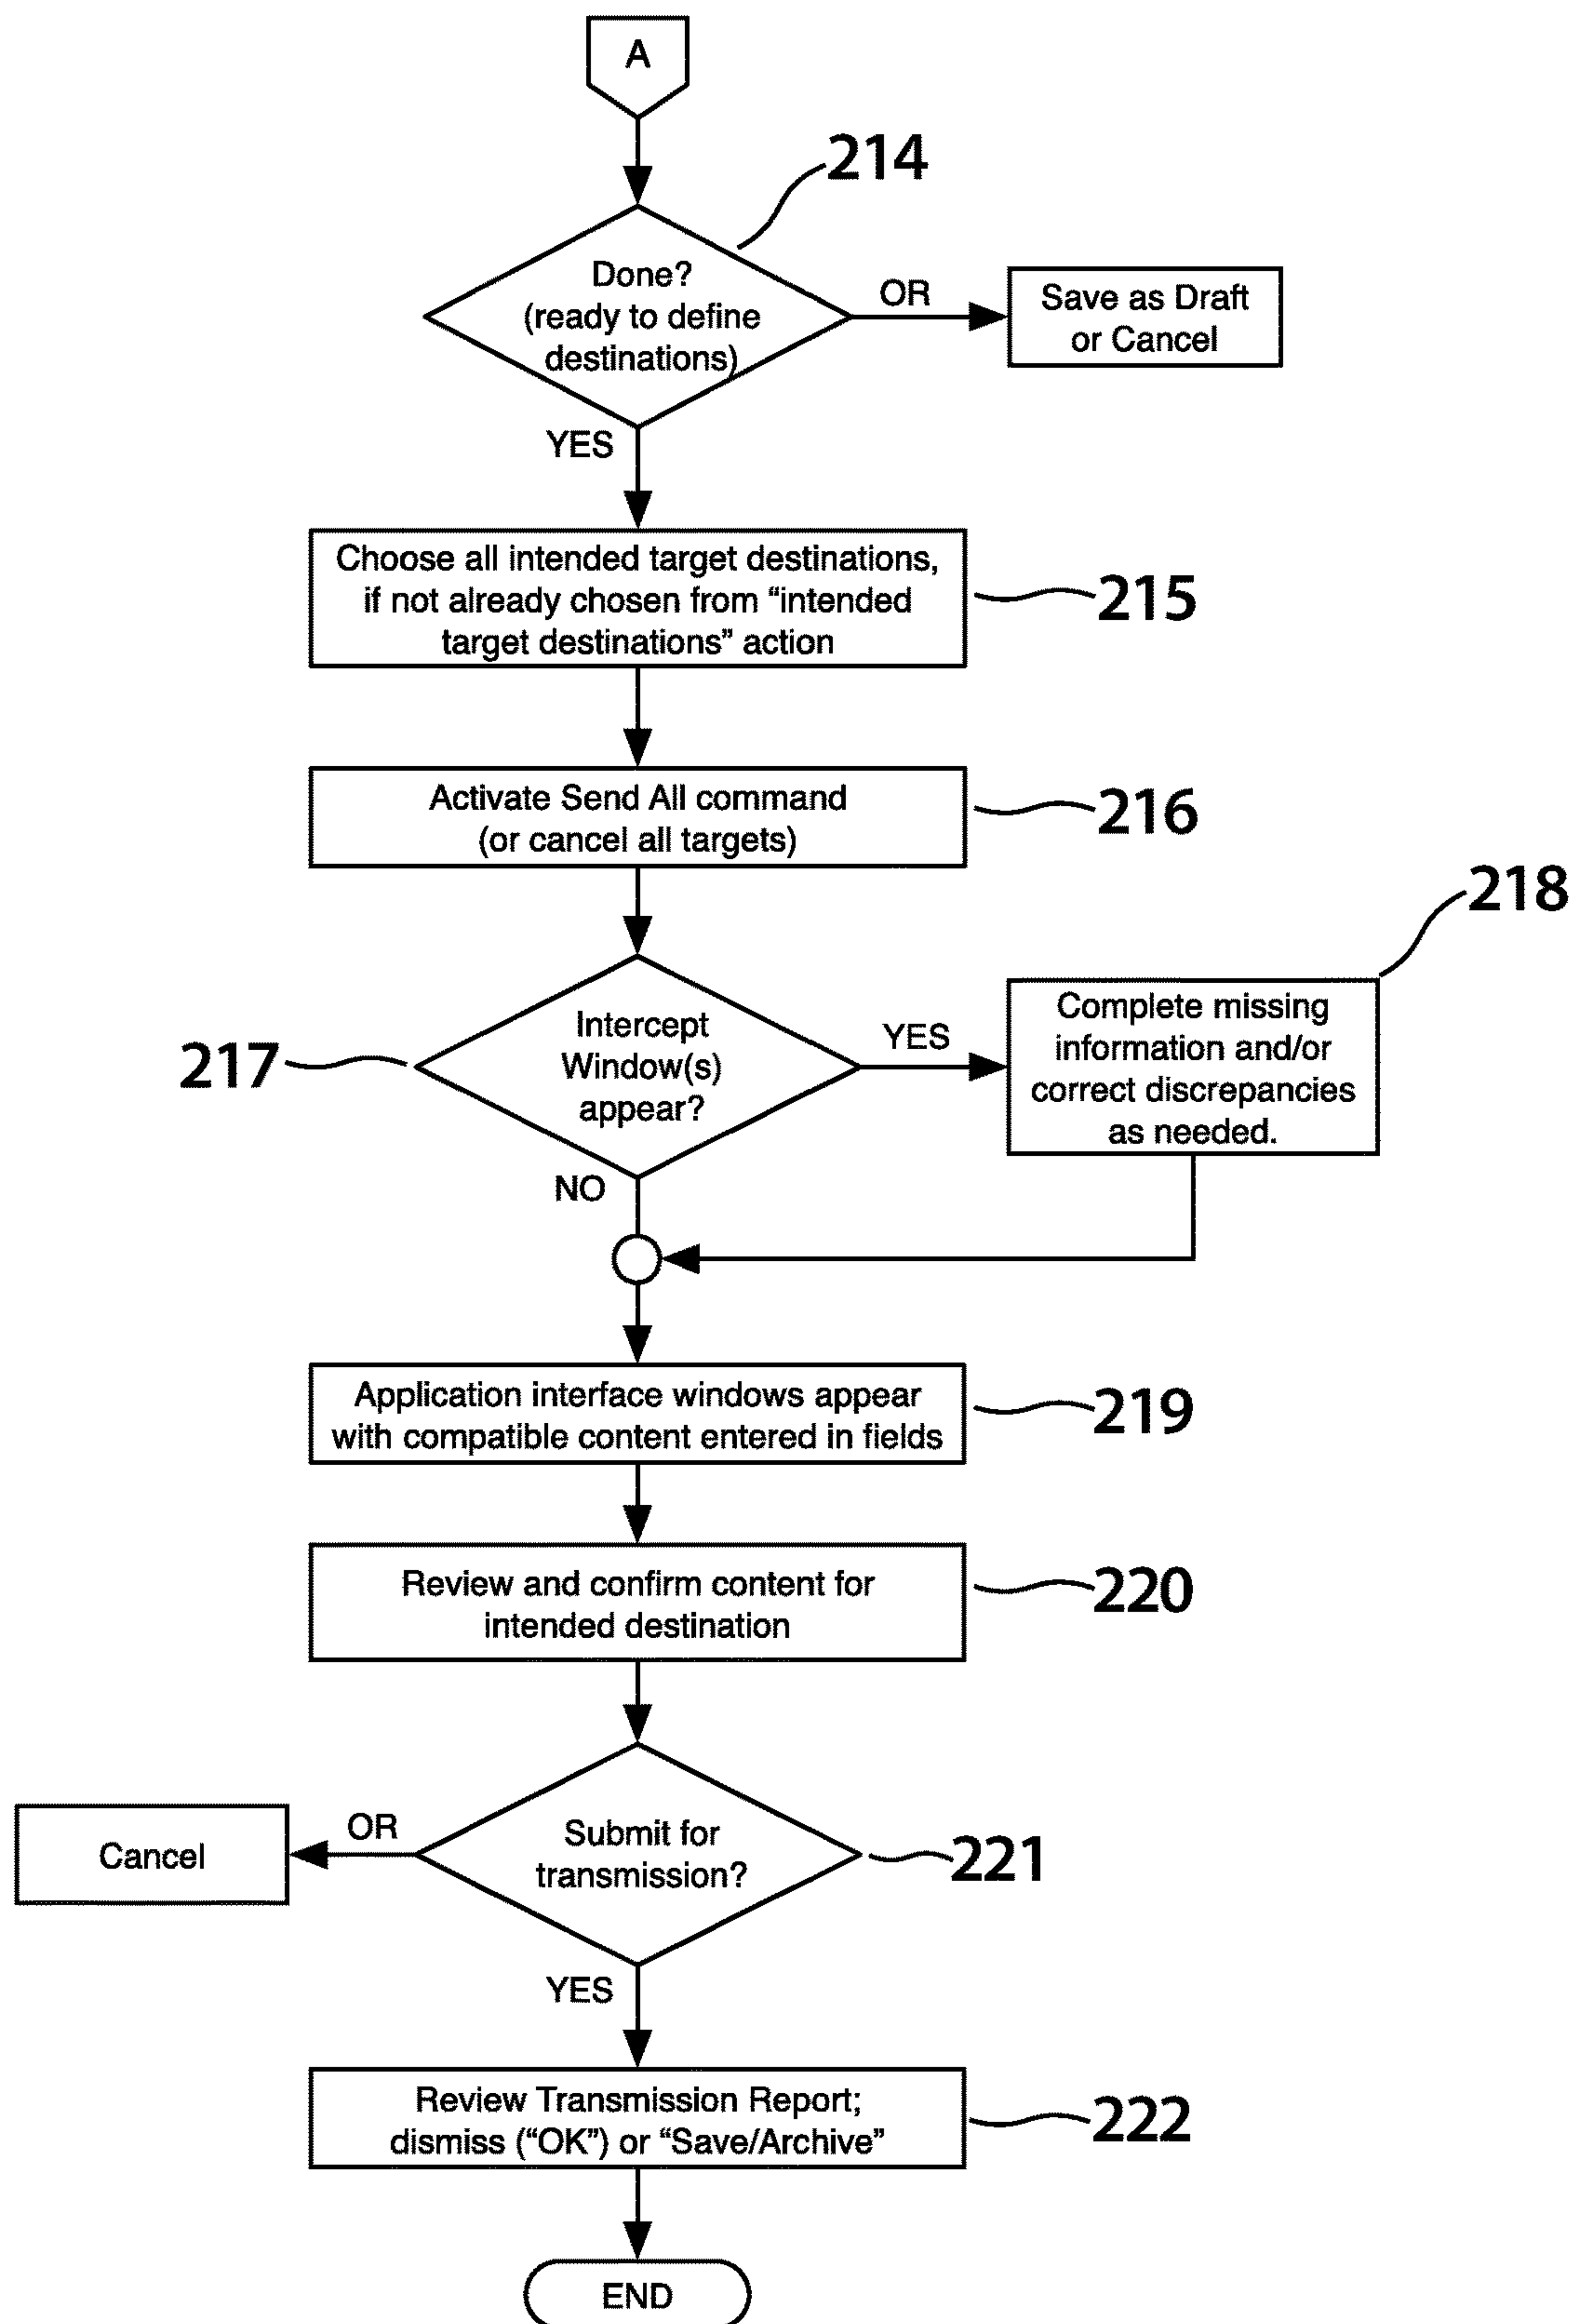 A
214
Done?
(ready to define
destinations)
OR
Save as Draft
or Cancel
YES
Choose all intended target destinations,
if not already chosen from “intended
target destinations” action
215
Activate Send All command
(or cancel all targets)
216
218
217
Intercept
Window(s)
appear?
YES
Complete missing
information and/or
correct discrepancies
as needed.
NO
Application interface windows appear
with compatible content entered in fields
219
Review and confirm content for
intended destination
220
Cancel
OR
Submit for
transmission?
221
YES
Review Transmission Report;
dismiss (“OK”) or “Save/Archive”
222
END